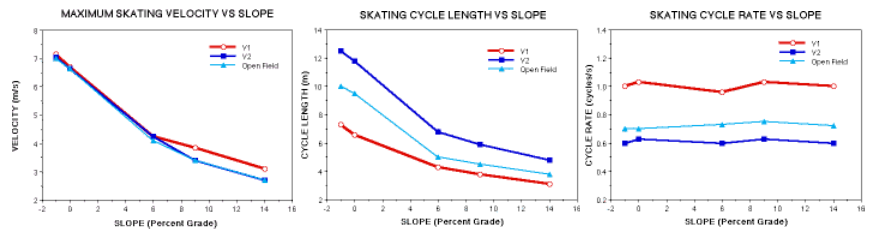 MAXIMUM SKATING VELOCITY VS SLOPE
8
7
6
5
4
3
2
VELOCITY (m/s)
V1
V2
Open Field
-2 0 2 4 6 8 10 12 14 16
SLOPE (Percent Grade)
SKATING CYCLE LENGTH VS SLOPE
14
12
10
8
6
4
2
CYCLE LENGTH (m)
V1
V2
Open Field
-2 0 2 4 6 8 10 12 14 16
SLOPE (Percent Grade)
SKATING CYCLE RATE VS SLOPE
1.4
1.2
1.0
0.8
0.6
0.4
0.2
CYCLE RATE (cycles/s)
V1
V2
Open Field
-2 0 2 4 6 8 10 12 14 16
SLOPE (Percent Grade)